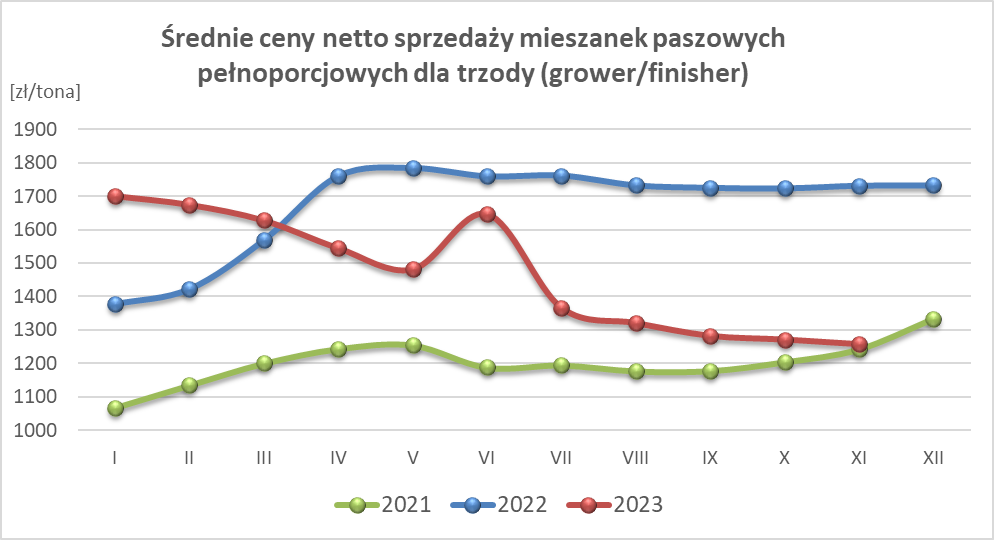 Średnie ceny netto sprzedaży mieszanek paszowych
pełnoporcjowych dla trzody (grower/finisher)
[zł/tona]
1900
1800
1700
1600
1500
1400
1300
1200
1100
1000
I II III IV V VI VII VIII IX X XI XII
2021 2022 2023